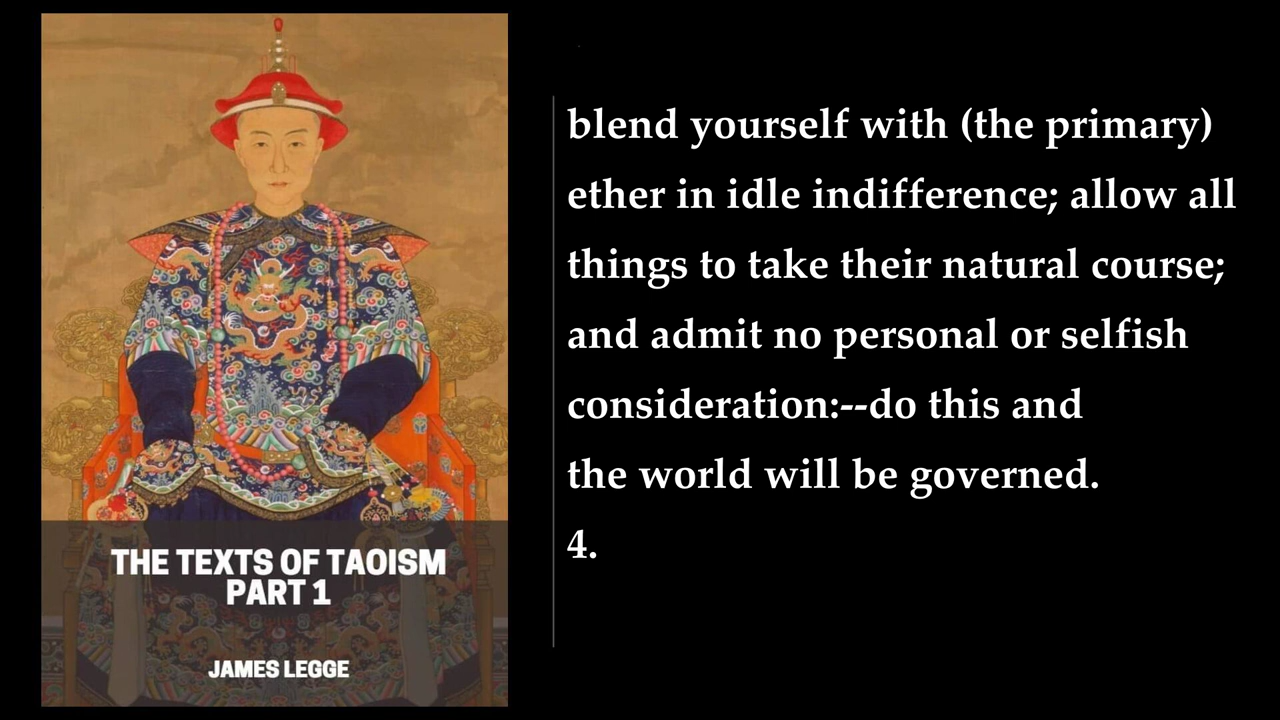 THE TEXTS OF TAOISM
PART 1
JAMES LEGGE
blend yourself with (the primary)
ether in idle indifference; allow all
things to take their natural course;
and admit no personal or selfish
consideration:--do this and
the world will be governed.
4.